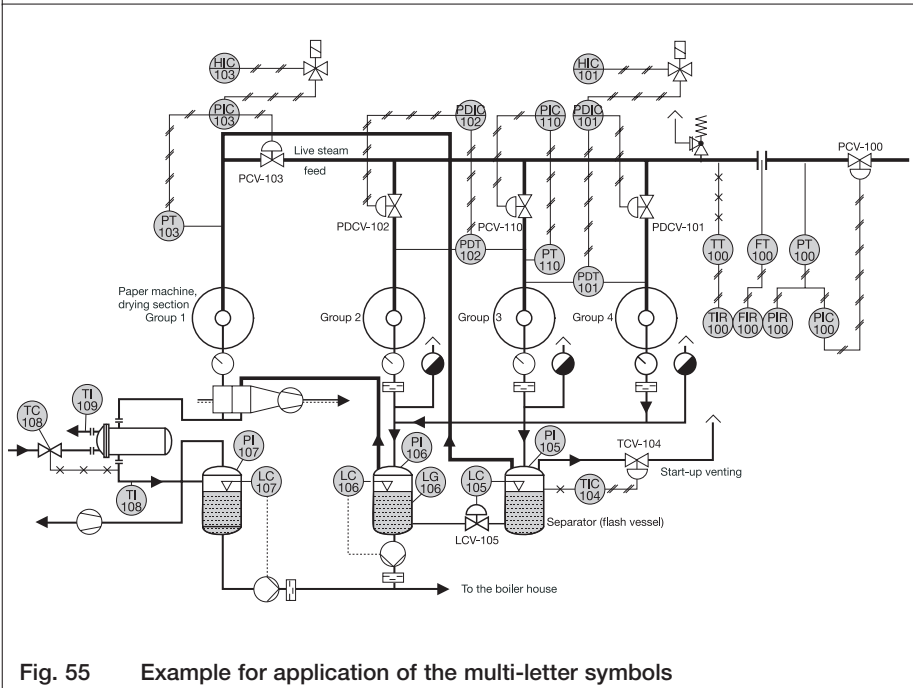 HIC
103
HIC
101
PIC
103
PDIC
102
PIC
110
PDIC
101
PCV-100
Live steam
feed
PCV-103
PT
103
PDCV-102
PCV-110
PDCV-101
PDT
102
PT
110
PDT
101
TT
100
FT
100
PT
100
TIR
100
FIR
100
PIR
100
PIC
100
Paper machine,
drying section
Group 1
Group 2
Group 3
Group 4
TC
108
TI
109
PI
107
LC
107
TI
108
PI
106
LC
106
LG
106
PI
105
LC
105
TCV-104
Start-up venting
TIC
104
LCV-105
Separator (flash vessel)
To the boiler house
Fig. 55 Example for application of the multi-letter symbols